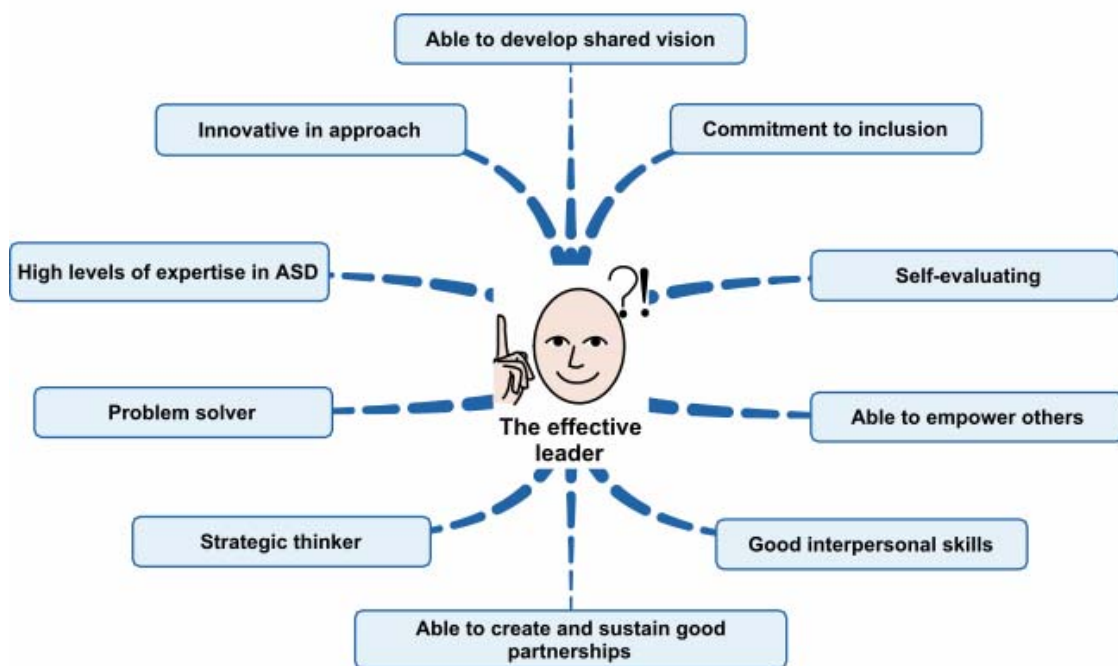 Able to develop shared vision
Innovative in approach
Commitment to inclusion
High levels of expertise in ASD
Self-evaluating
?!
The effective
leader
Problem solver
Able to empower others
Strategic thinker
Good interpersonal skills
Able to create and sustain good
partnerships